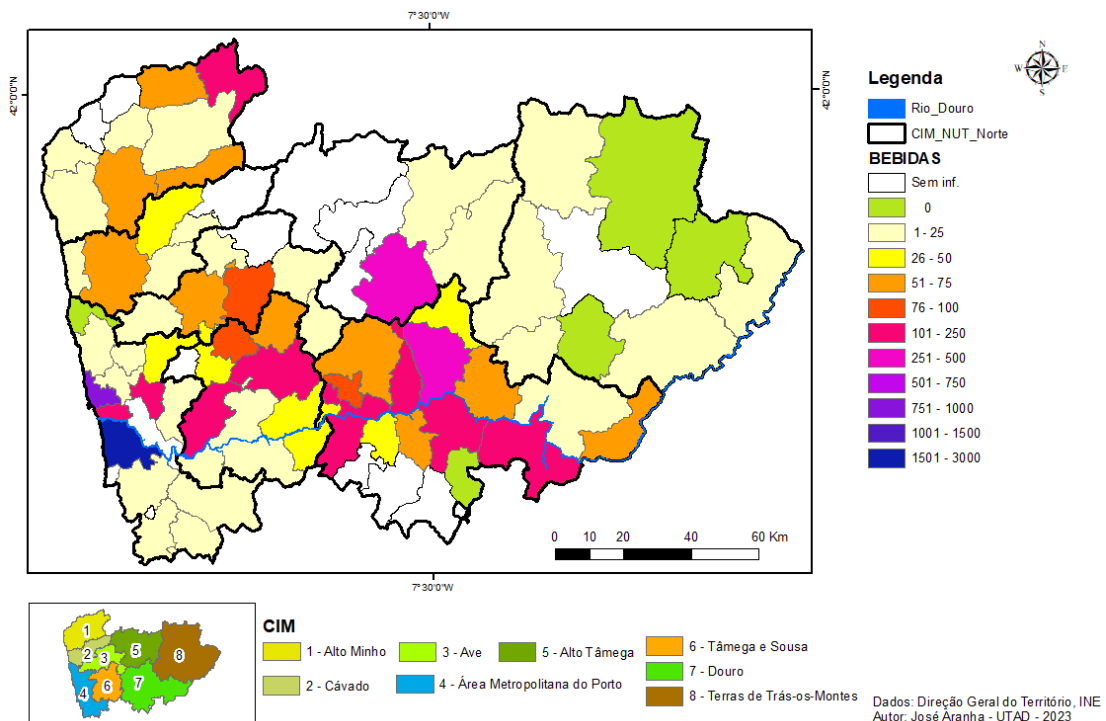 7°30'0"W
42°0'0"N
42°0'0"N
N
W
E
S
Legenda
Rio_Douro
CIM_NUT_Norte
BEBIDAS
Sem inf.
0
1 - 25
26 - 50
51 - 75
76 - 100
101 - 250
251 - 500
501 - 750
751 - 1000
1001 - 1500
1501 - 3000
0 10 20 40 60 Km
7°30'0"W
CIM
1 - Alto Minho
2 - Cávado
3 - Ave
4 - Área Metropolitana do Porto
5 - Alto Tâmega
6 - Tâmega e Sousa
7 - Douro
8 - Terras de Trás-os-Montes
1
2
3
4
5
6
7
8
Dados: Direção Geral do Território, INE
Autor: José Aranha - UTAD - 2023